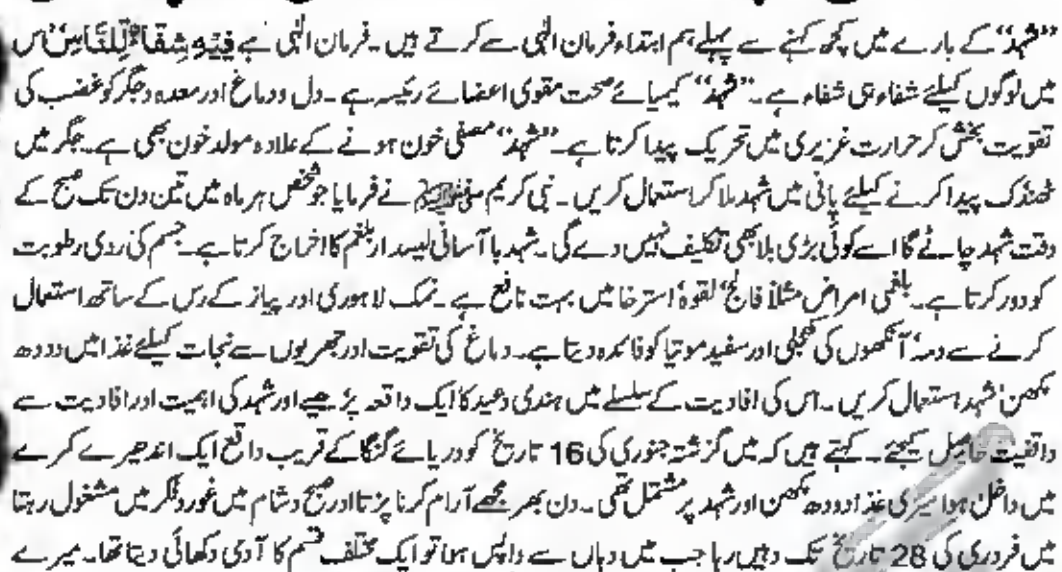 ”شہد“ کے بارے میں کچھ کہنے سے پہلے ہم ابتداء فرمان الٰہی سے کرتے ہیں۔ فرمان الٰہی ہے فِيْهِ شِفَآءٌ لِّلنَّاسِ ”اس
میں لوگوں کیلئے شفاء ہی شفاء ہے۔ ”شہد“ کیمیائے صحت مقوی اعضائے رئیسہ ہے۔ دل و دماغ اور معدہ و جگر کو غضب کی
تقویت بخش کر حرارت غریزی میں تحریک پیدا کرتا ہے۔ ”شہد“ مصفی خون ہونے کے علاوہ مولد خون بھی ہے۔ جگر میں
ٹھنڈک پیدا کرنے کیلئے پانی میں شہد ملا کر استعمال کریں۔ نبی کریم ﷺ نے فرمایا جو شخص ہر ماہ میں تین دن تک صبح کے
وقت شہد چاٹے گا اسے کوئی بڑی بلا بھی تکلیف نہیں دے گی۔ شہد باآسانی لیسدار بلغم کا اخراج کرتا ہے۔ جسم کی ردی رطوبت
کو دور کرتا ہے۔ بلغمی امراض مثلاً فالج‘ لقوہ‘ استرخا میں بہت نافع ہے۔ نمک لاہوری اور پیاز کے رس کے ساتھ استعمال
کرنے سے دمہ‘ آنکھوں کی کھجلی اور سفید موتیا کو فائدہ دیتا ہے۔ دماغ کی تقویت اور جھریوں سے نجات کیلئے غذا میں دودھ
مکھن‘ شہد استعمال کریں۔ اس کی افادیت کے سلسلے میں ہندی وعید کا ایک واقعہ پڑھیے اور شہد کی اہمیت اور افادیت سے
واقفیت حاصل کیجئے۔ کہتے ہیں کہ میں گزشتہ جنوری کی 16 تاریخ کو دریائے گنگا کے قریب واقع ایک اندھیرے کمرے
میں داخل ہوا میری غذا دودھ مکھن اور شہد پر مشتمل تھی۔ دن بھر مجھے آرام کرنا پڑتا اور صبح و شام میں غور و فکر میں مشغول رہتا
میں فروری کی 28 تاریخ تک وہیں رہا جب میں وہاں سے واپس ہوا تو ایک مختلف قسم کا آدمی دکھائی دیتا تھا۔ میرے